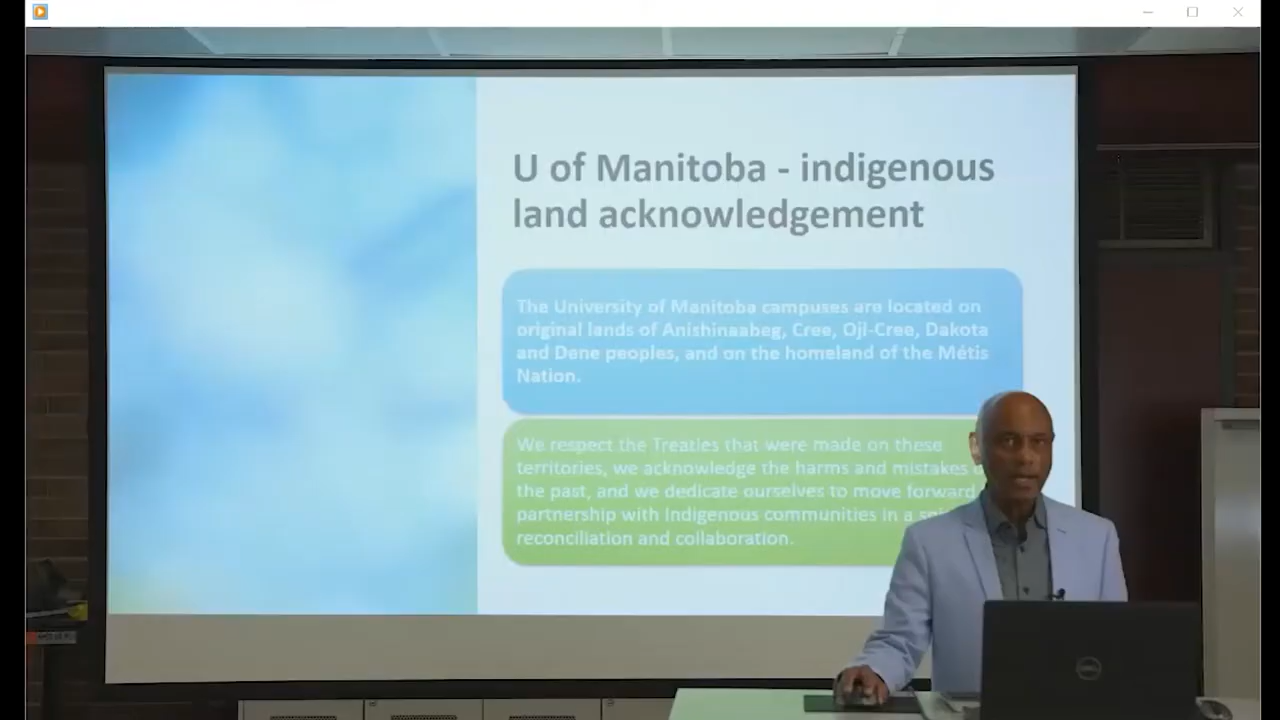 U of Manitoba - indigenous
land acknowledgement
The University of Manitoba campuses are located on
original lands of Anishinaabeg, Cree, Oji-Cree, Dakota
and Dene peoples, and on the homeland of the Métis
Nation.
We respect the Treaties that were made on these
territories, we acknowledge the harms and mistakes
the past, and we dedicate ourselves to move forward
partnership with Indigenous communities in a
reconciliation and collaboration.
DELL